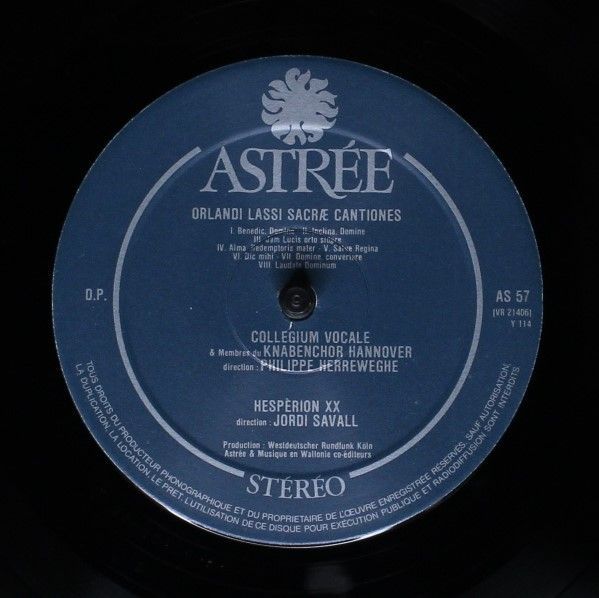 ASTRÉE
ORLANDI LASSI SACRÆ CANTIONES
I. Benedic, Domine - II. Inclina, Domine
III. Jam Lucis orto sidere
IV. Alma Redemptoris mater - V. Salve Regina
VI. Dic mihi - VII. Domine, convertere
VIII. Laudate Dominum
D.P.
AS 57
(VR 21406)
Y 114
COLLEGIUM VOCALE
& Membres du KNABENCHOR HANNOVER
direction : PHILIPPE HERREWEGHE
HESPÈRION XX
direction : JORDI SAVALL
Production : Westdeutscher Rundfunk Köln
Astrée & Musique en Wallonie co-éditeurs
STÉRÉO
TOUS DROITS DU PRODUCTEUR PHONOGRAPHIQUE ET DU PROPRIETAIRE DE L'ŒUVRE ENREGISTRÉE RÉSERVÉS. SAUF AUTORISATION,
LA DUPLICATION, LA LOCATION, LE PRET, L'UTILISATION DE CE DISQUE POUR EXÉCUTION PUBLIQUE ET RADIODIFFUSION SONT INTERDITS